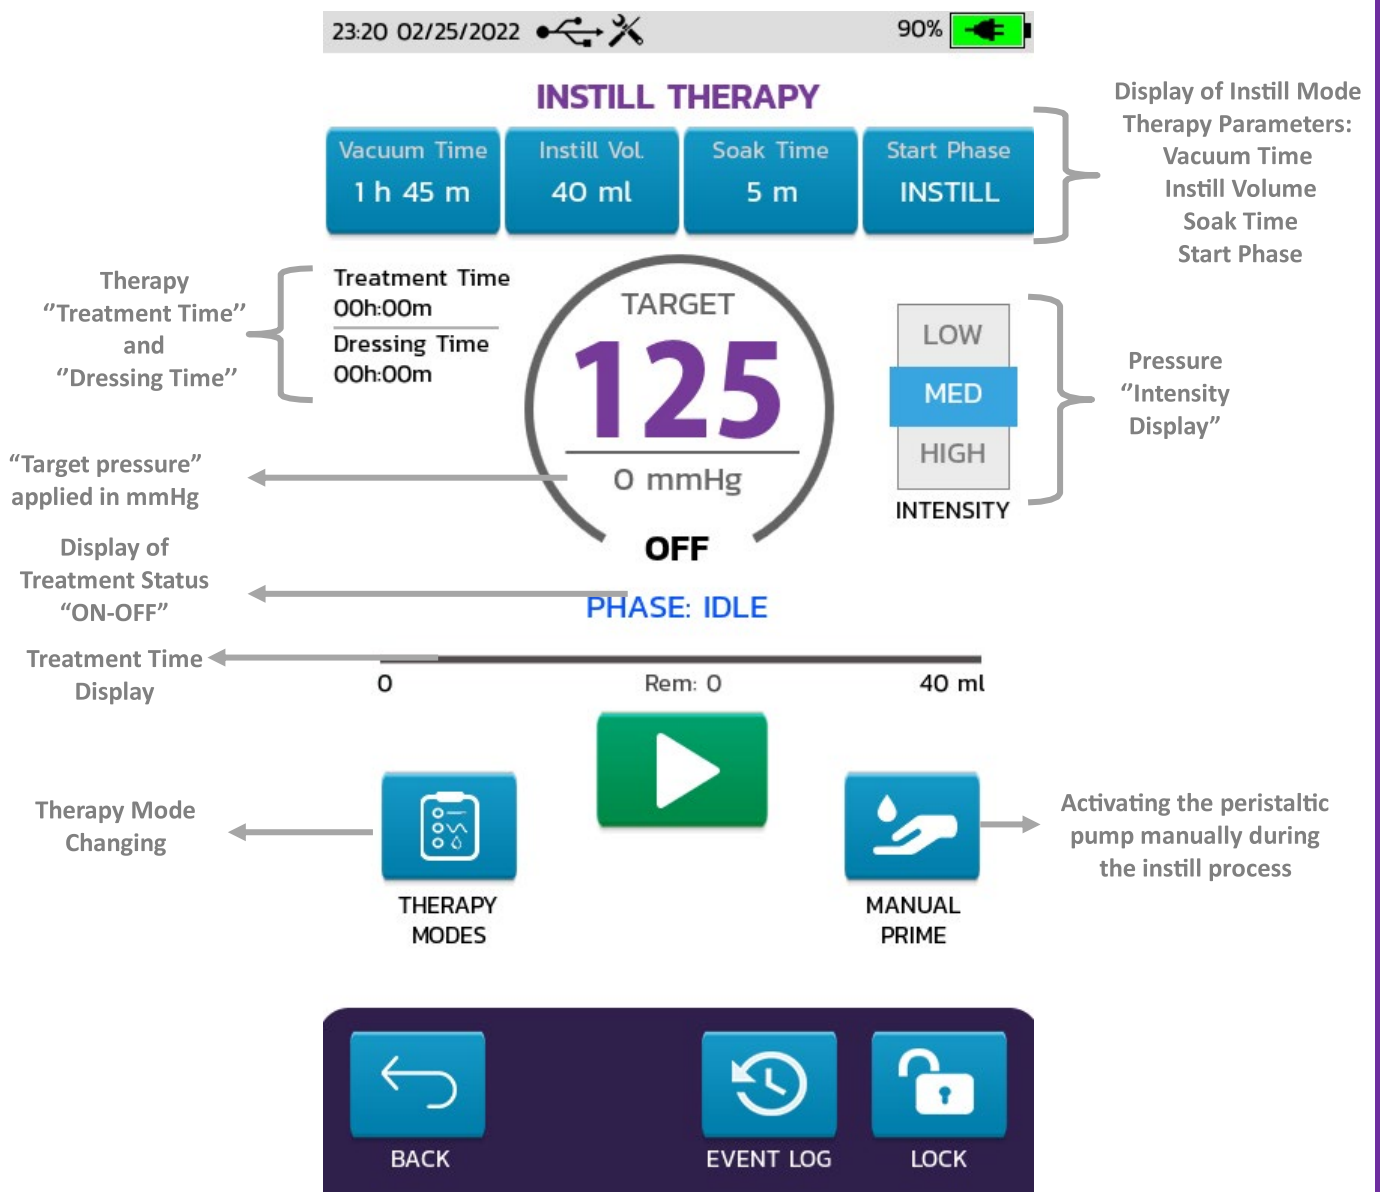 23:20 02/25/2022
90%
INSTILL THERAPY
Vacuum Time
1 h 45 m
Instill Vol.
40 ml
Soak Time
5 m
Start Phase
INSTILL
Display of Instill Mode
Therapy Parameters:
Vacuum Time
Instill Volume
Soak Time
Start Phase
Therapy
“Treatment Time”
and
“Dressing Time”
Treatment Time
00h:00m
Dressing Time
00h:00m
TARGET
125
0 mmHg
OFF
LOW
MED
HIGH
INTENSITY
Pressure
“Intensity
Display”
“Target pressure”
applied in mmHg
Display of
Treatment Status
“ON-OFF”
PHASE: IDLE
Treatment Time
Display
0
Rem: 0
40 ml
Therapy Mode
Changing
THERAPY
MODES
MANUAL
PRIME
Activating the peristaltic
pump manually during
the instill process
BACK
EVENT LOG
LOCK